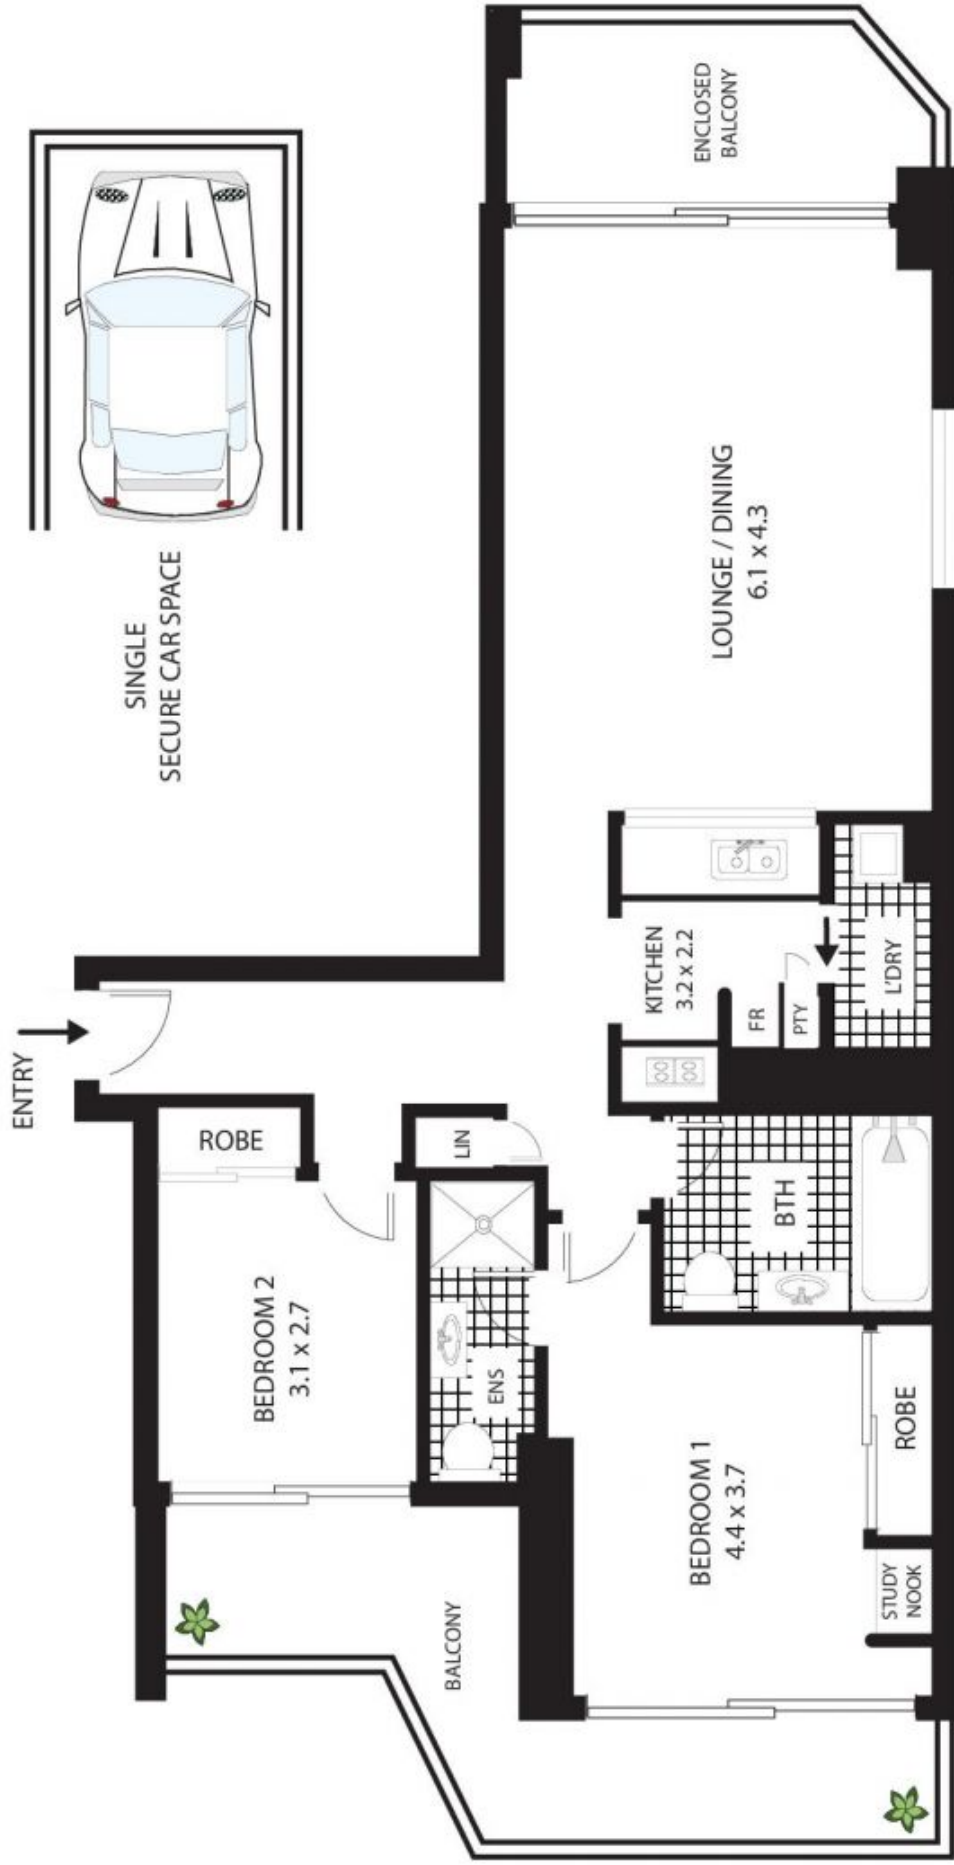 SINGLE
SECURE CAR SPACE
ENTRY
ENCLOSED
BALCONY
LOUNGE / DINING
6.1 x 4.3
KITCHEN
3.2 x 2.2
FR
PTY
L'DRY
ROBE
LIN
BTH
BEDROOM 2
3.1 x 2.7
ENS
BEDROOM 1
4.4 x 3.7
ROBE
STUDY
NOOK
BALCONY